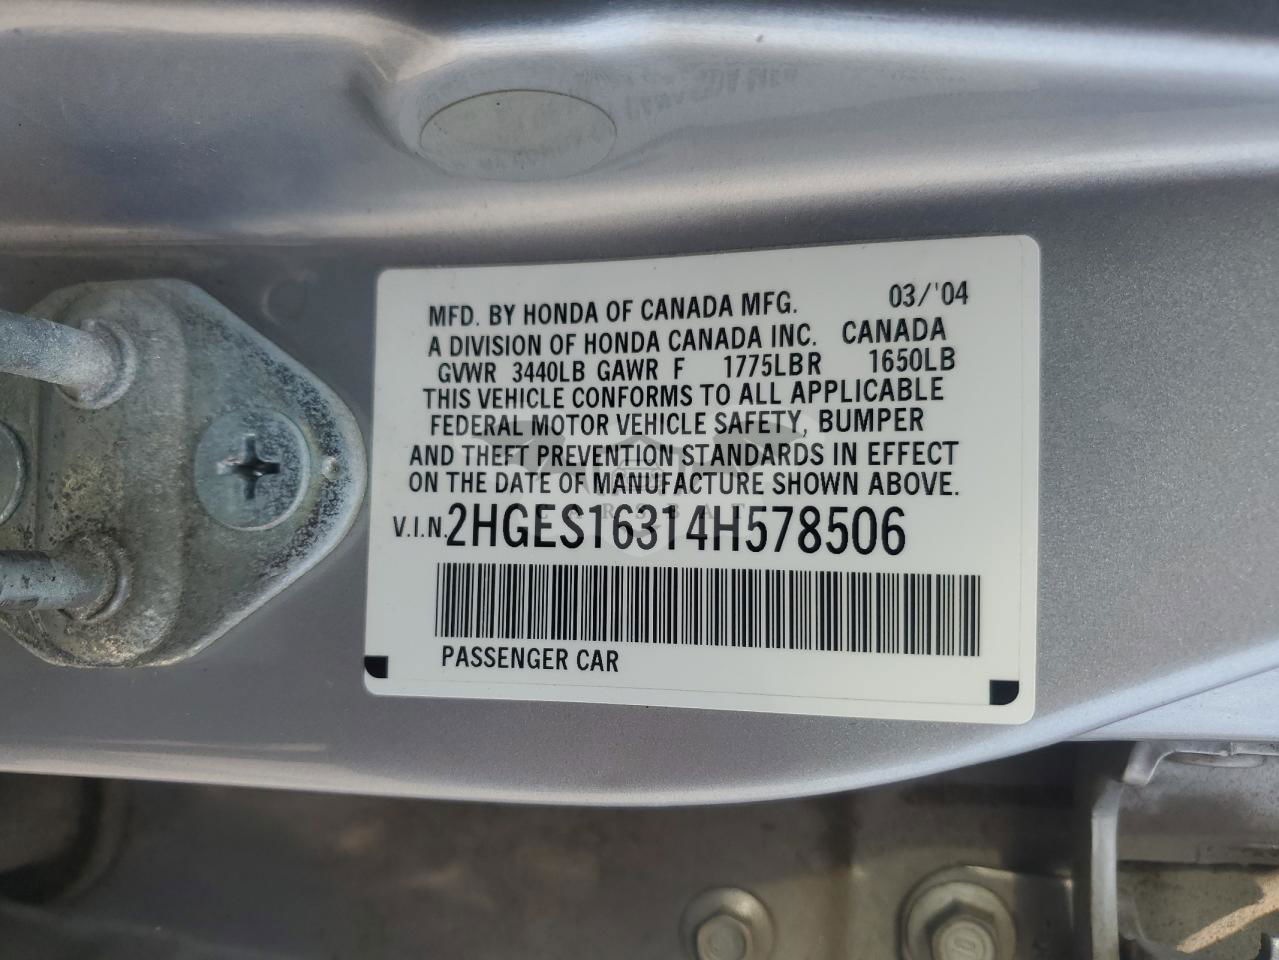 MFD. BY HONDA OF CANADA MFG. 03/'04
A DIVISION OF HONDA CANADA INC. CANADA
GVWR 3440LB GAWR F 1775LB R 1650LB
THIS VEHICLE CONFORMS TO ALL APPLICABLE
FEDERAL MOTOR VEHICLE SAFETY, BUMPER
AND THEFT PREVENTION STANDARDS IN EFFECT
ON THE DATE OF MANUFACTURE SHOWN ABOVE.
V.I.N. 2HGES16314H578506
CARSBAT
PASSENGER CAR